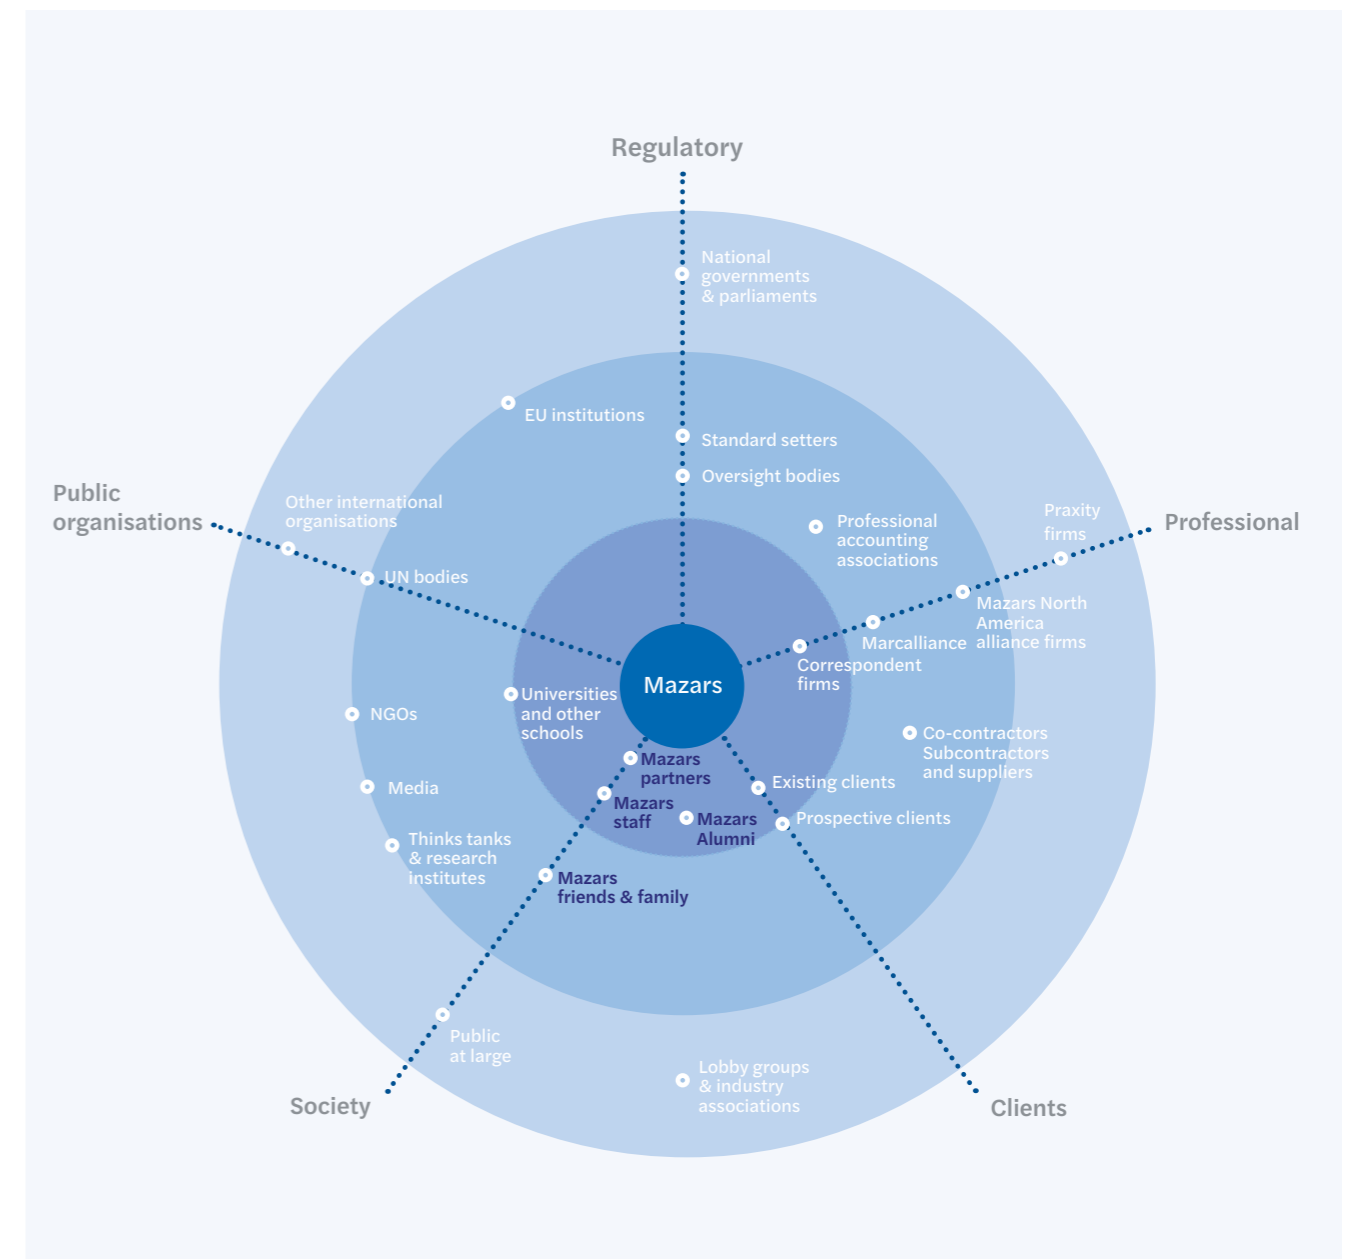 Regulatory
National
governments
& parliaments
EU institutions
Standard setters
Oversight bodies
Public
organisations
Other international
organisations
UN bodies
Professional
accounting
associations
Praxity
firms
Professional
Mazars North
America
alliance firms
Marcalliance
Correspondent
firms
Mazars
Universities
and other
schools
NGOs
Co-contractors
Subcontractors
and suppliers
Mazars
partners
Existing clients
Media
Mazars
staff
Mazars
Alumni
Prospective clients
Thinks tanks
& research
institutes
Mazars
friends & family
Public
at large
Lobby groups
& industry
associations
Society
Clients